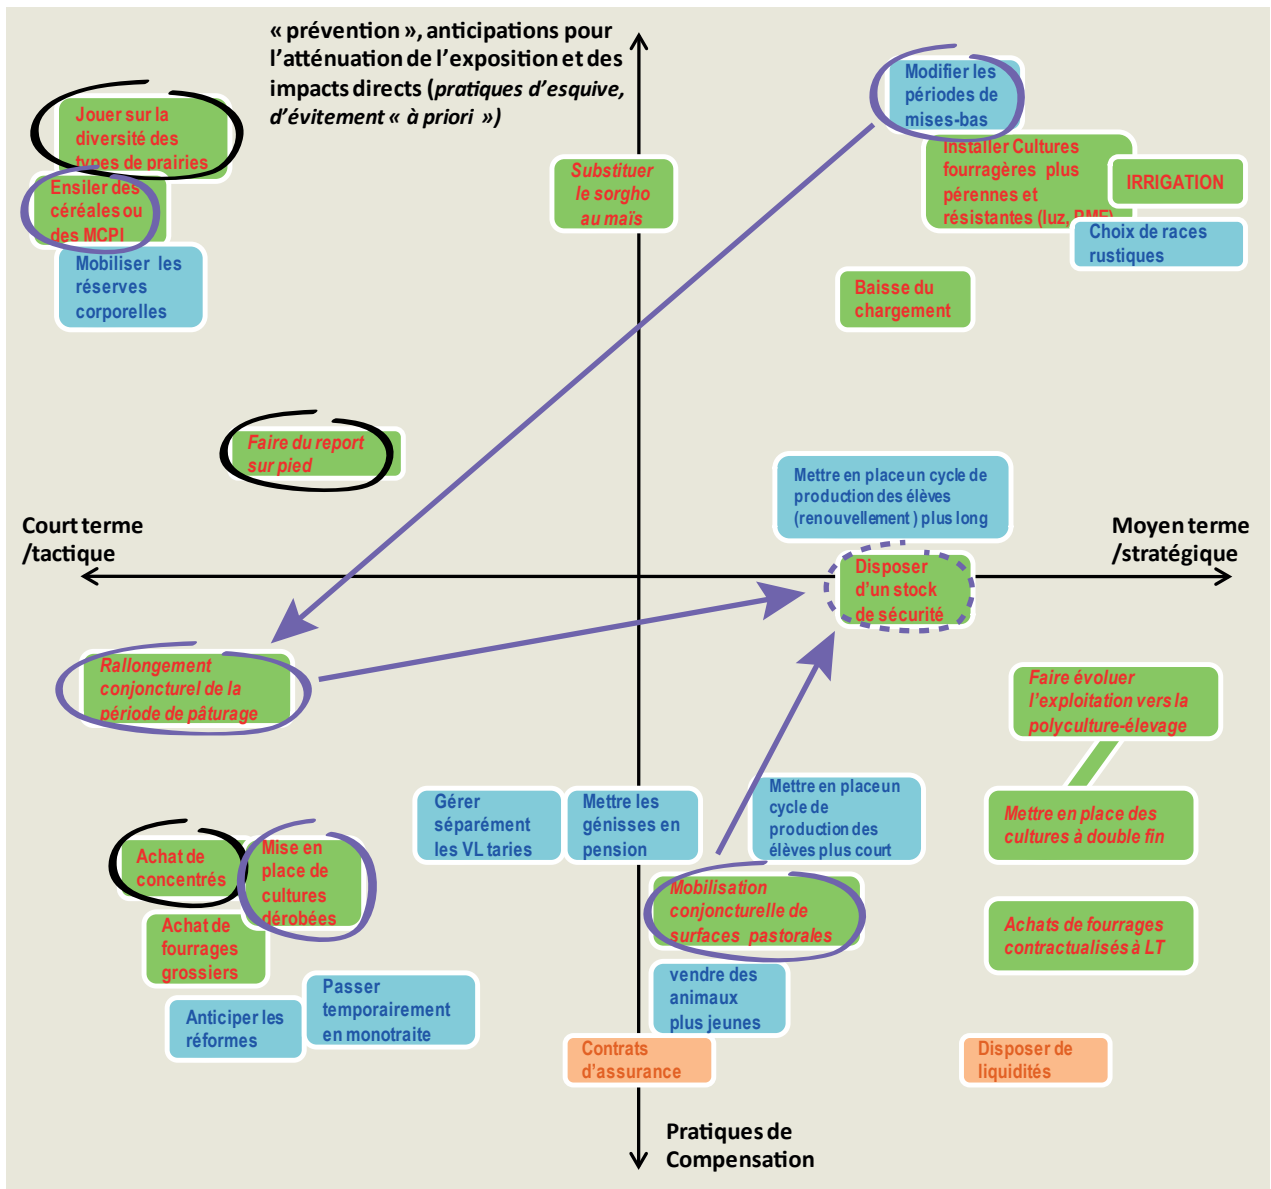 « prévention », anticipations pour
l'atténuation de l'exposition et des
impacts directs (pratiques d'esquive,
d'évitement « à priori »)
Jouer sur la
diversité des
types de prairies
Ensiler des
céréales ou
des MCPI
Mobiliser les
réserves
corporelles
Substituer
le sorgho
au maïs
Modifier les
périodes de
mises-bas
Installer Cultures
fourragères plus
pérennes et
résistantes (luz, PME)
IRRIGATION
Choix de races
rustiques
Baisse du
chargement
Faire du report
sur pied
Mettre en place un cycle de
production des élèves
(renouvellement ) plus long
Court terme
/tactique
Moyen terme
/stratégique
Disposer
d'un stock
de sécurité
Rallongement
conjoncturel de la
période de pâturage
Faire évoluer
l'exploitation vers la
polyculture-élevage
Gérer
séparément
les VL taries
Mettre les
génisses en
pension
Mettre en place un
cycle de
production des
élèves plus court
Mettre en place des
cultures à double fin
Achat de
concentrés
Mise en
place de
cultures
dérobées
Mobilisation
conjoncturelle de
surfaces pastorales
Achats de fourrages
contractualisés à LT
Achat de
fourrages
grossiers
Anticiper les
réformes
Passer
temporairement
en monotraite
vendre des
animaux
plus jeunes
Contrats
d'assurance
Disposer de
liquidités
Pratiques de
Compensation